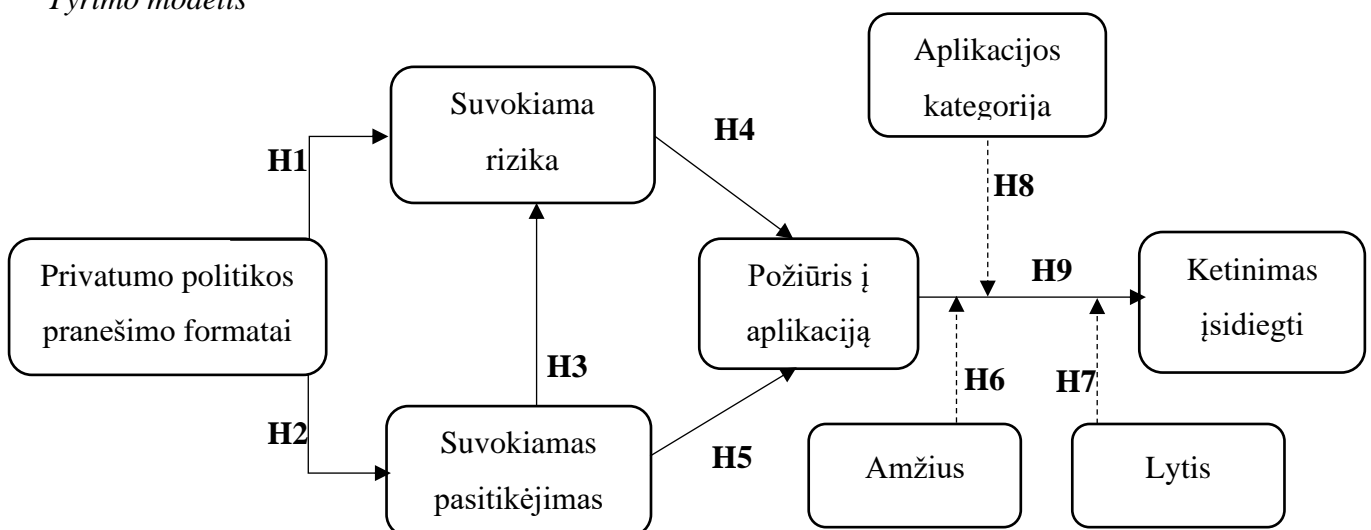 Tyrimo modelis
Aplikacijos
kategorija
Suvokiama
rizika
H4
H1
H8
Privatumo politikos
pranešimo formatai
Požiūris į
aplikaciją
H9
Ketinimas
įsidiegti
H3
H6
H7
H2
Suvokiamas
pasitikėjimas
H5
Amžius
Lytis